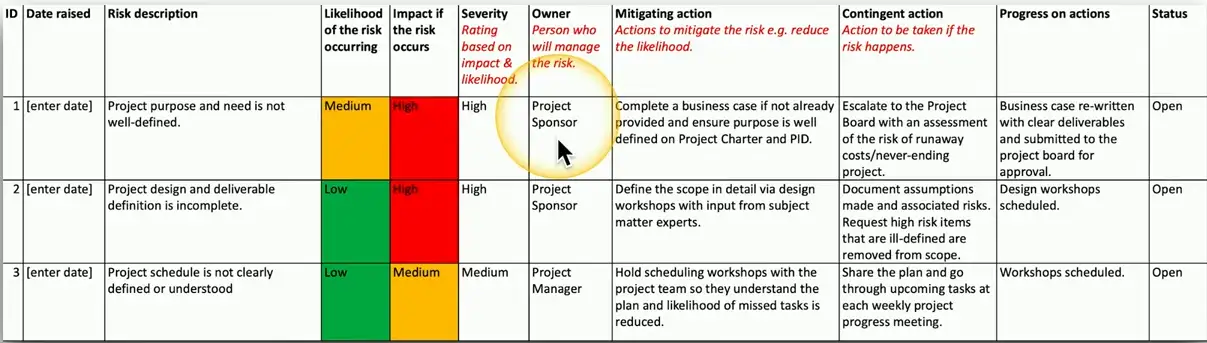 ID Date raised Risk description Likelihood of the risk occurring Impact if the risk occurs Severity Rating based on impact & likelihood. Owner Person who will manage the risk. Mitigating action Actions to mitigate the risk e.g. reduce the likelihood. Contingent action Action to be taken if the risk happens. Progress on actions Status
1 [enter date] Project purpose and need is not well-defined. Medium High High Project Sponsor Complete a business case if not already provided and ensure purpose is well defined on Project Charter and PID. Escalate to the Project Board with an assessment of the risk of runaway costs/never-ending project. Business case re-written with clear deliverables and submitted to the project board for approval. Open
2 [enter date] Project design and deliverable definition is incomplete. Low High High Project Sponsor Define the scope in detail via design workshops with input from subject matter experts. Document assumptions made and associated risks. Request high risk items that are ill-defined are removed from scope. Design workshops scheduled. Open
3 [enter date] Project schedule is not clearly defined or understood Low Medium Medium Project Manager Hold scheduling workshops with the project team so they understand the plan and likelihood of missed tasks is reduced. Share the plan and go through upcoming tasks at each weekly project progress meeting. Workshops scheduled. Open